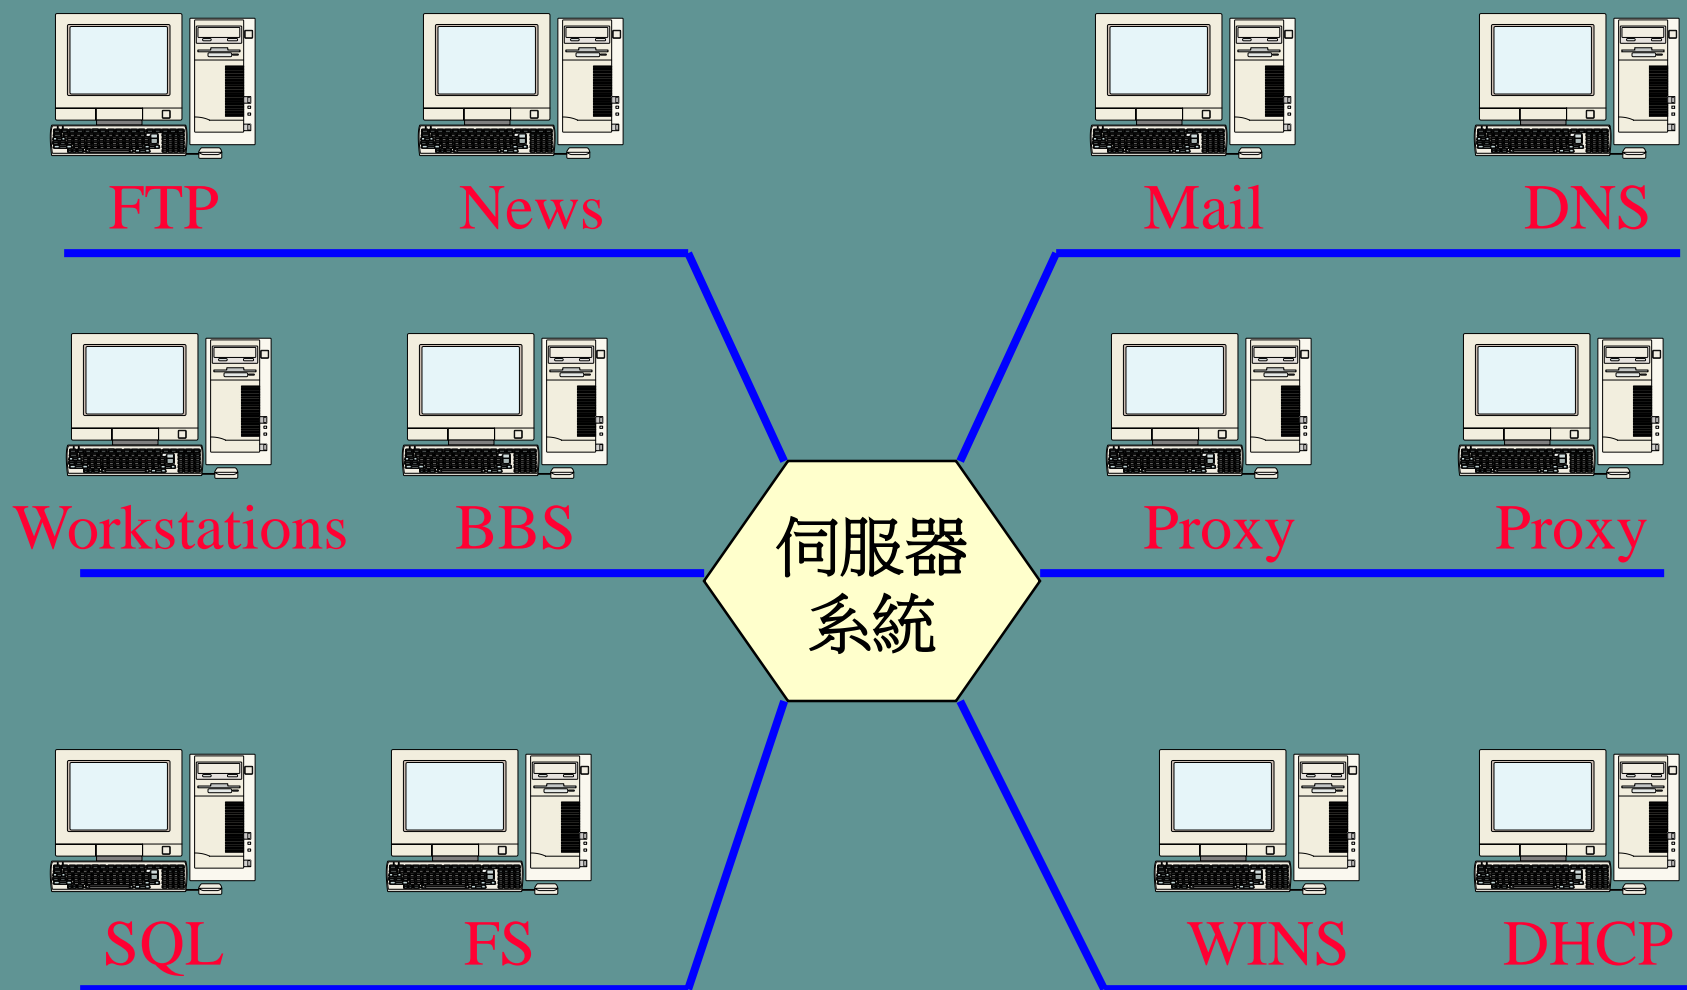 FTP News Mail DNS
Workstations BBS Proxy Proxy
伺服器
系統
SQL FS WINS DHCP